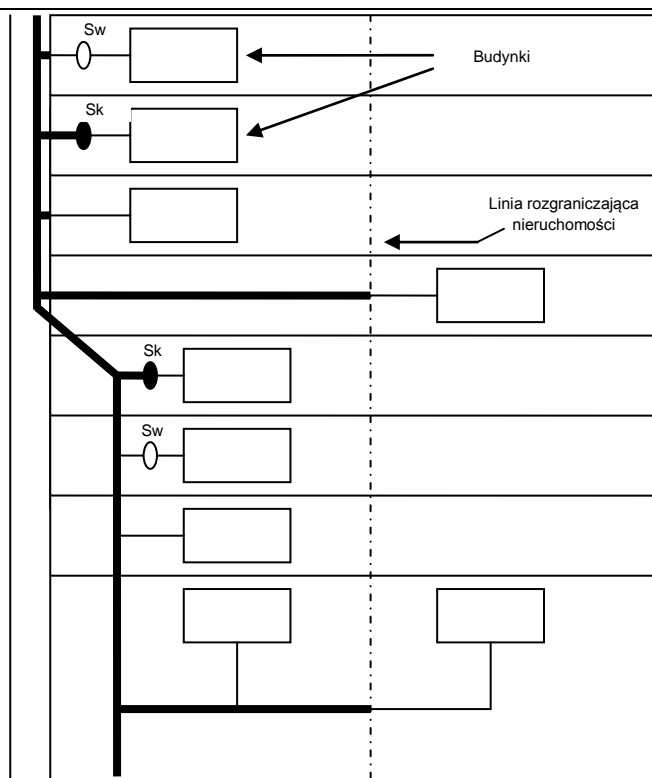 Sw
Budynki
Sk
Linia rozgraniczająca
nieruchomości
Sk
Sw